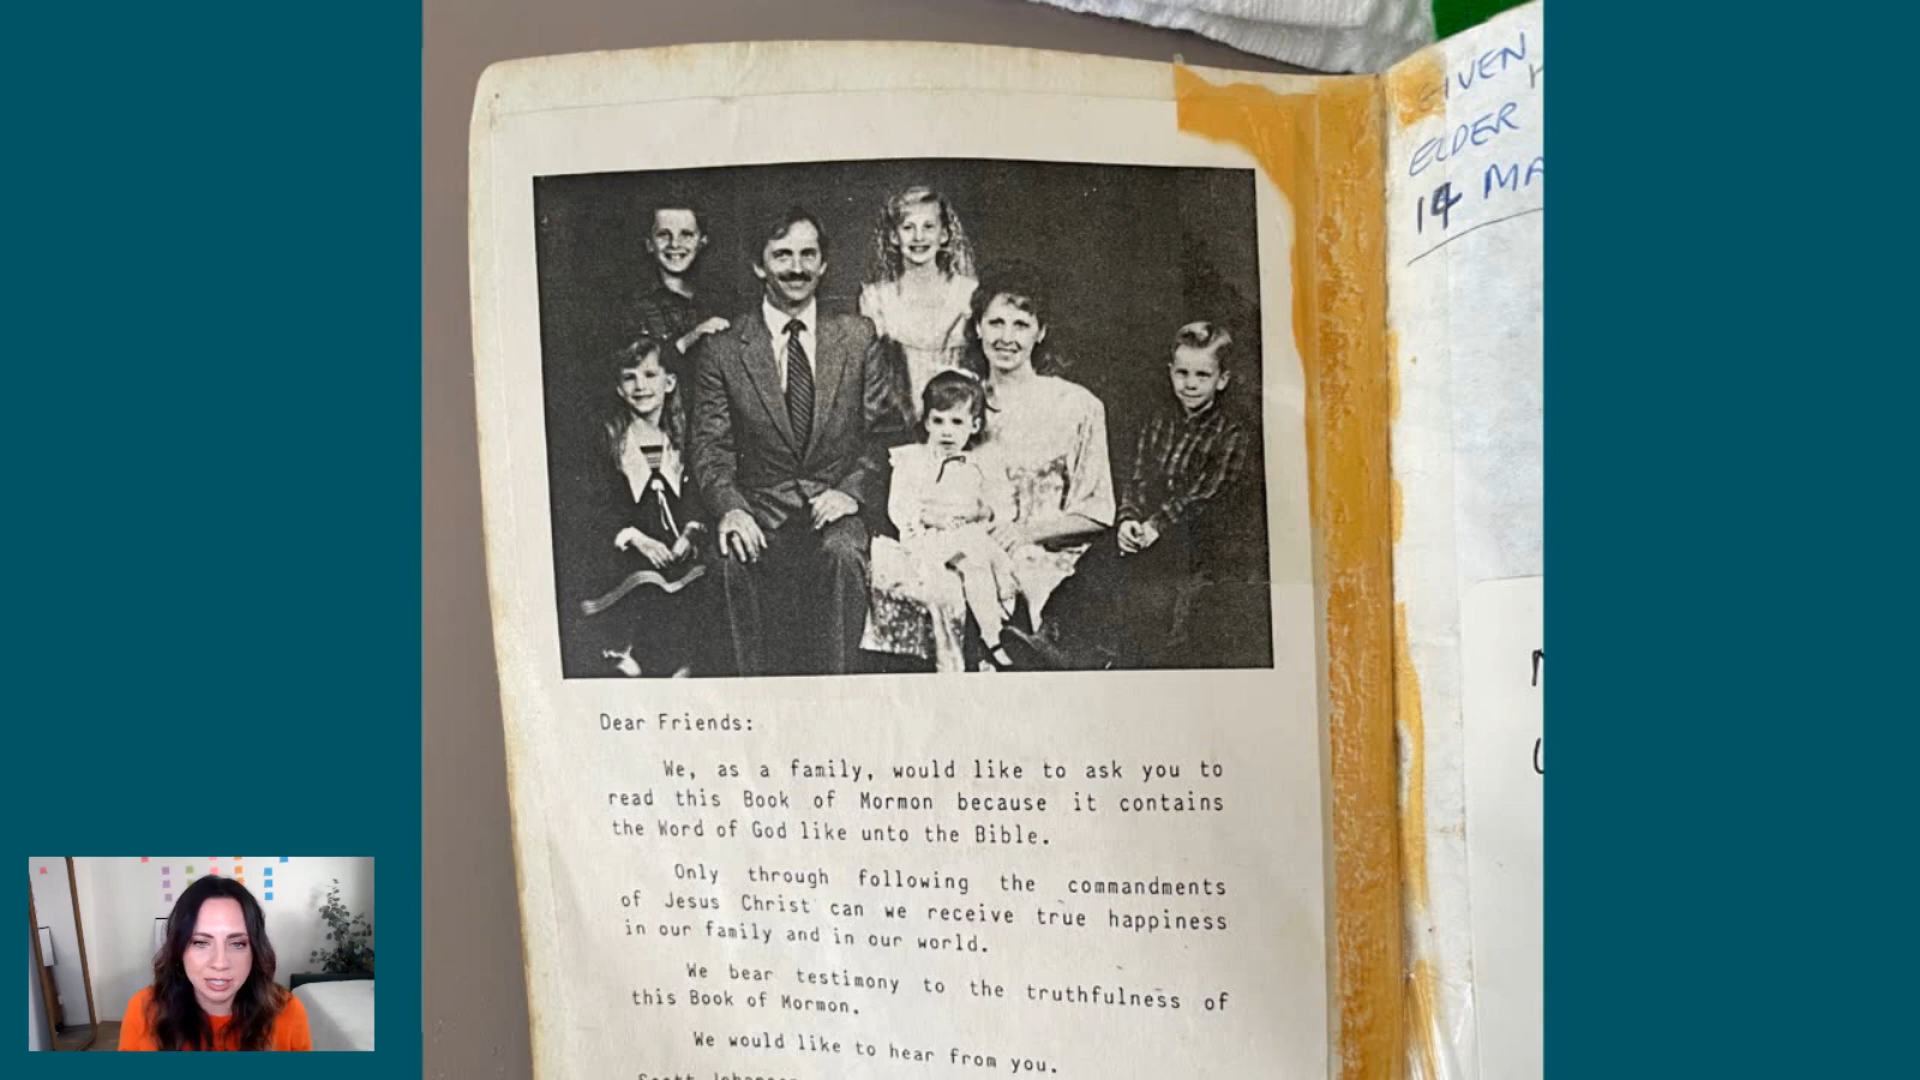 Dear Friends:
We, as a family, would like to ask you to
read this Book of Mormon because it contains
the Word of God like unto the Bible.
Only through following the commandments
of Jesus Christ can we receive true happiness
in our family and in our world.
We bear testimony to the truthfulness of
this Book of Mormon.
We would like to hear from you.
GIVEN
ELDER
14 MA